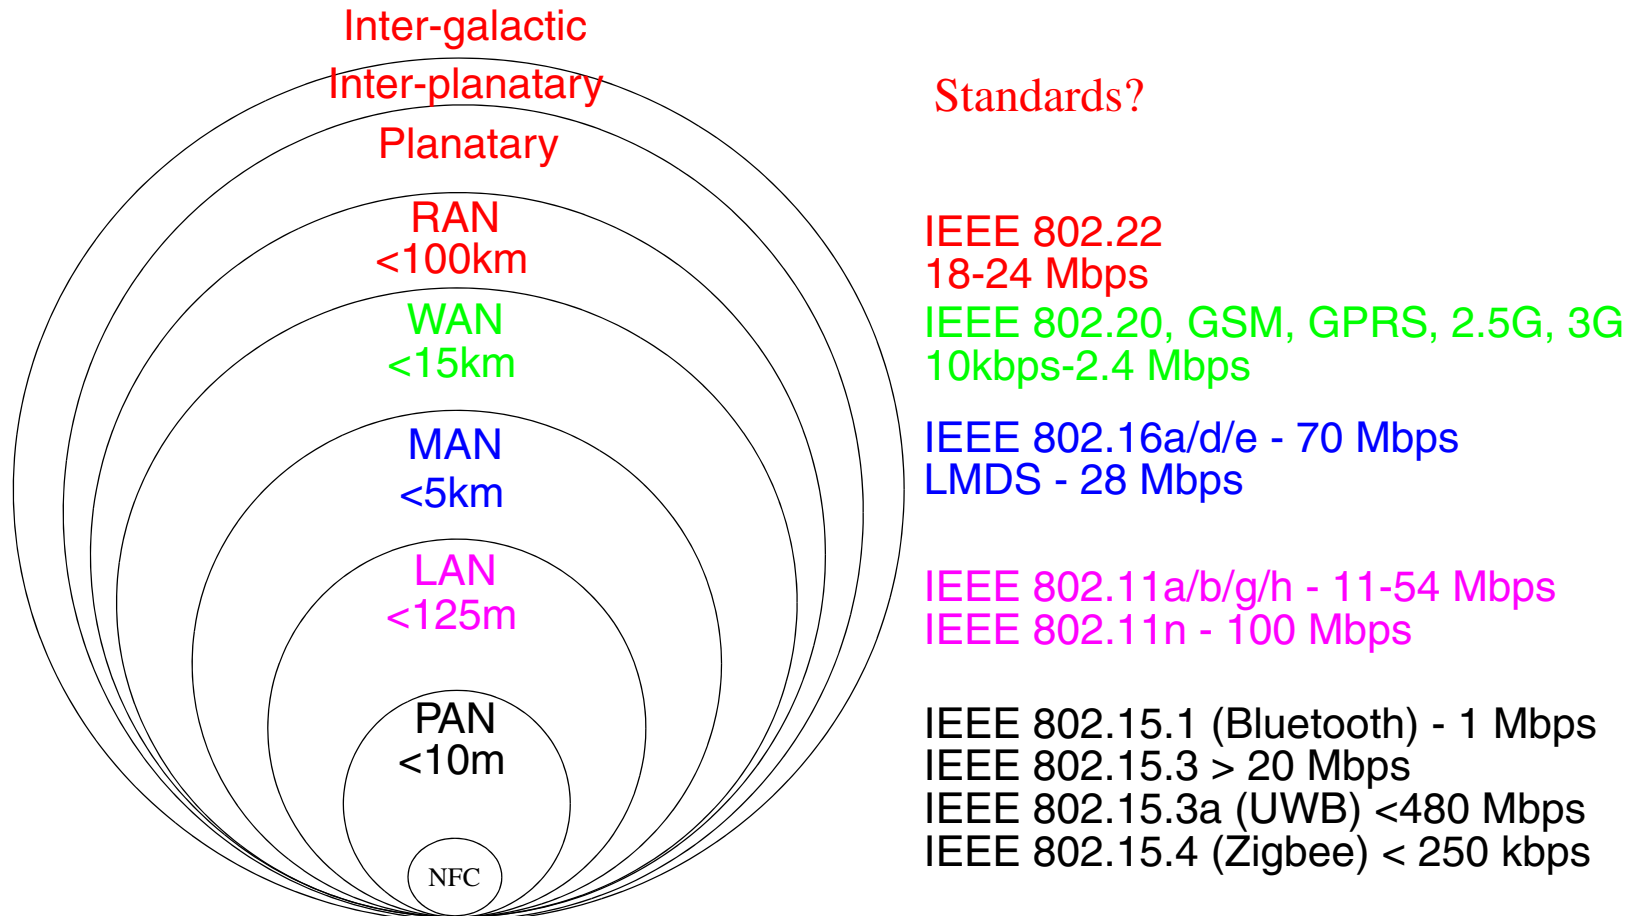 Inter-galactic
Inter-planatary
Standards?
Planatary
RAN
<100km
IEEE 802.22
18-24 Mbps
WAN
<15km
IEEE 802.20, GSM, GPRS, 2.5G, 3G
10kbps-2.4 Mbps
MAN
<5km
IEEE 802.16a/d/e - 70 Mbps
LMDS - 28 Mbps
LAN
<125m
IEEE 802.11a/b/g/h - 11-54 Mbps
IEEE 802.11n - 100 Mbps
PAN
<10m
IEEE 802.15.1 (Bluetooth) - 1 Mbps
IEEE 802.15.3 > 20 Mbps
IEEE 802.15.3a (UWB) <480 Mbps
IEEE 802.15.4 (Zigbee) < 250 kbps
NFC